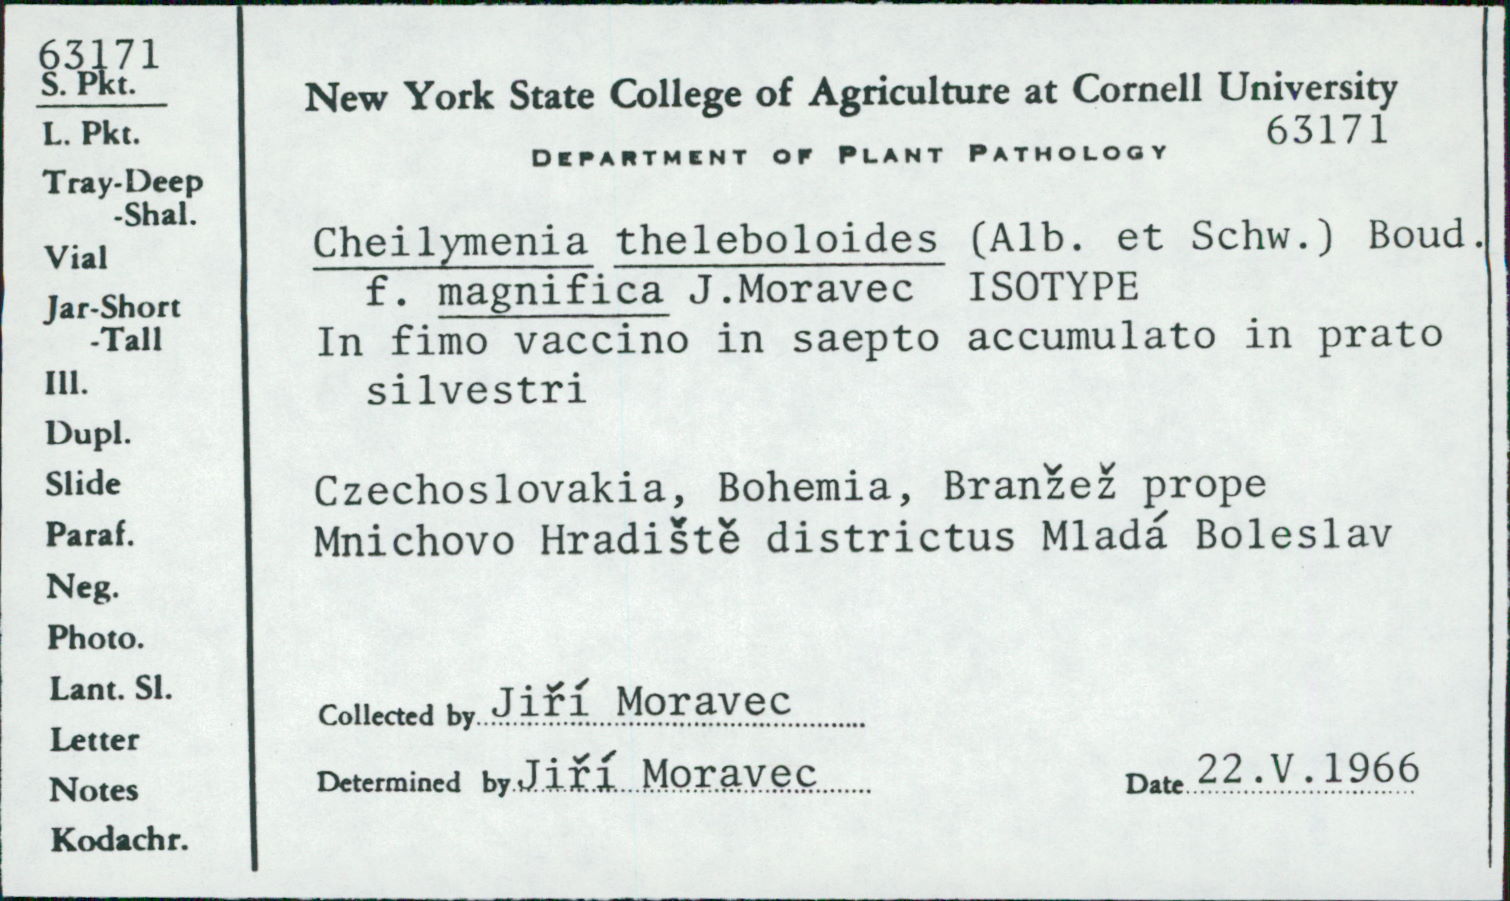 63171
S. Pkt.
L. Pkt.
Tray-Deep
-Shal.
Vial
Jar-Short
-Tall
Ill.
Dupl.
Slide
Paraf.
Neg.
Photo.
Lant. Sl.
Letter
Notes
Kodachr.
New York State College of Agriculture at Cornell University
63171
DEPARTMENT OF PLANT PATHOLOGY
Cheilymenia theleboloides (Alb. et Schw.) Boud.
f. magnifica J.Moravec ISOTYPE
In fimo vaccino in saepto accumulato in prato
silvestri
Czechoslovakia, Bohemia, Branžež prope
Mnichovo Hradiště districtus Mladá Boleslav
Collected by Jiří Moravec
Determined by Jiří Moravec
Date 22.V.1966